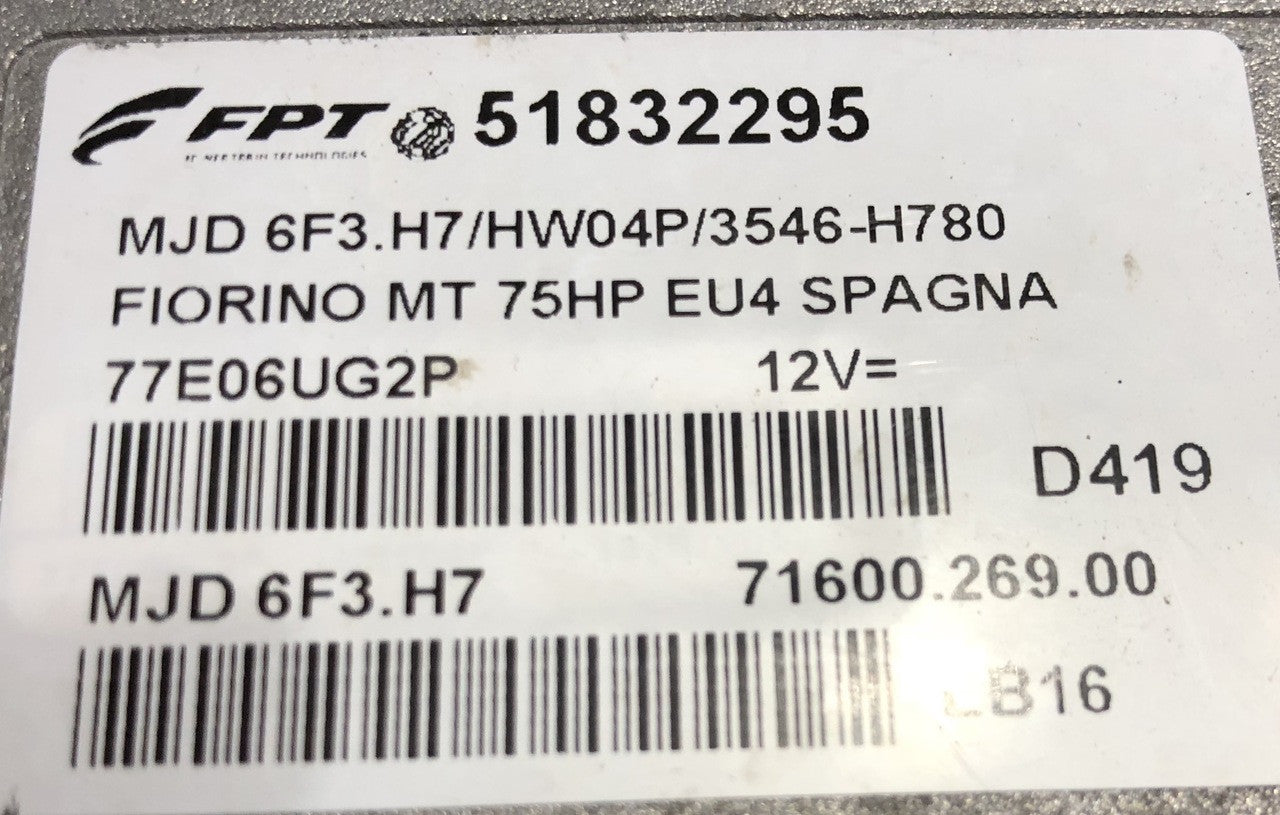 FPT 51832295
MJD 6F3.H7/HW04P/3546-H780
FIORINO MT 75HP EU4 SPAGNA
77E06UG2P 12V=
D419
MJD 6F3.H7 71600.269.00